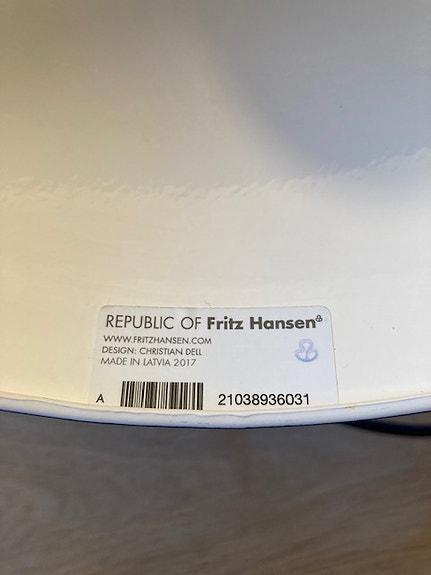 REPUBLIC OF Fritz Hansen
WWW.FRITZHANSEN.COM
DESIGN: CHRISTIAN DELL
MADE IN LATVIA 2017
A 21038936031